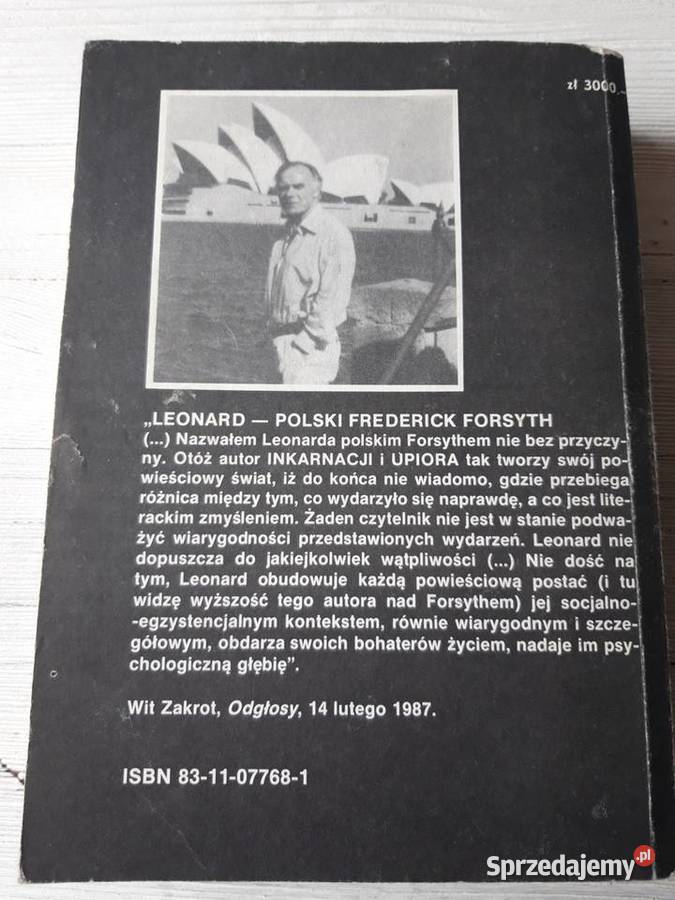 zł 3000,-
„LEONARD — POLSKI FREDERICK FORSYTH
(...) Nazwałem Leonarda polskim Forsythem nie bez przyczy-
ny. Otóż autor INKARNACJI i UPIORA tak tworzy swój po-
wieściowy świat, iż do końca nie wiadomo, gdzie przebiega
różnica między tym, co wydarzyło się naprawdę, a co jest lite-
rackim zmyśleniem. Żaden czytelnik nie jest w stanie podwa-
żyć wiarygodności przedstawionych wydarzeń. Leonard nie
dopuszcza do jakiejkolwiek wątpliwości (...) Nie dość na
tym, Leonard obudowuje każdą powieściową postać (i tu
widzę wyższość tego autora nad Forsythem) jej socjalno-
-egzystencjalnym kontekstem, równie wiarygodnym i szcze-
gółowym, obdarza swoich bohaterów życiem, nadaje im psy-
chologiczną głębię”.
Wit Zakrot, Odgłosy, 14 lutego 1987.
ISBN 83-11-07768-1
Sprzedajemy.pl